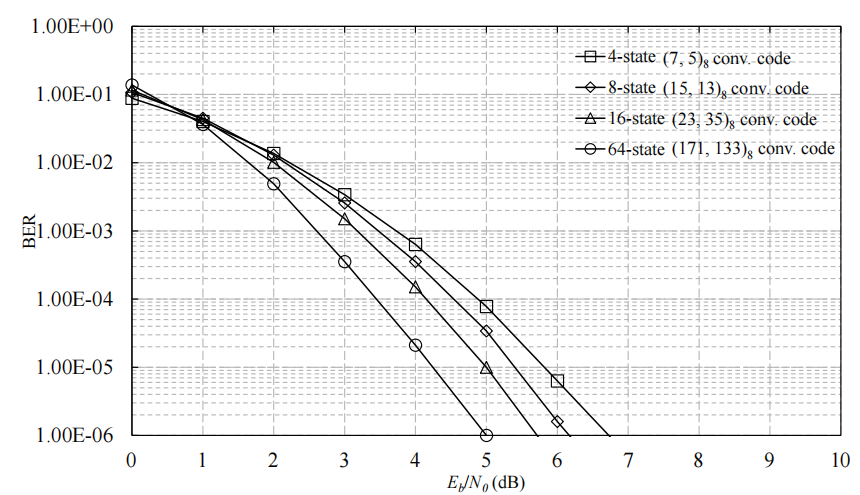 1.00E+00
1.00E-01
1.00E-02
1.00E-03
1.00E-04
1.00E-05
1.00E-06
BER
4-state (7, 5)₈ conv. code
8-state (15, 13)₈ conv. code
16-state (23, 35)₈ conv. code
64-state (171, 133)₈ conv. code
0 1 2 3 4 5 6 7 8 9 10
E_b/N_0 (dB)